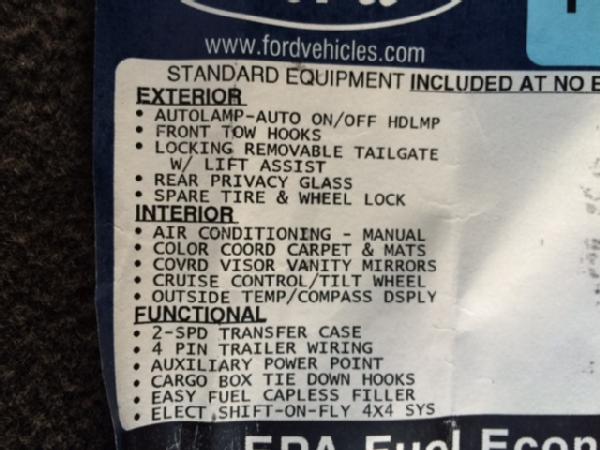 www.fordvehicles.com
STANDARD EQUIPMENT INCLUDED AT NO
EXTERIOR
• AUTOLAMP-AUTO ON/OFF HDLMP
• FRONT TOW HOOKS
• LOCKING REMOVABLE TAILGATE
W/ LIFT ASSIST
• REAR PRIVACY GLASS
• SPARE TIRE & WHEEL LOCK
INTERIOR
• AIR CONDITIONING - MANUAL
• COLOR COORD CARPET & MATS
• COVRD VISOR VANITY MIRRORS
• CRUISE CONTROL/TILT WHEEL
• OUTSIDE TEMP/COMPASS DSPLY
FUNCTIONAL
• 2-SPD TRANSFER CASE
• 4 PIN TRAILER WIRING
• AUXILIARY POWER POINT
• CARGO BOX TIE DOWN HOOKS
• EASY FUEL CAPLESS FILLER
• ELECT SHIFT-ON-FLY 4X4 SYS
EPA Fuel Econ